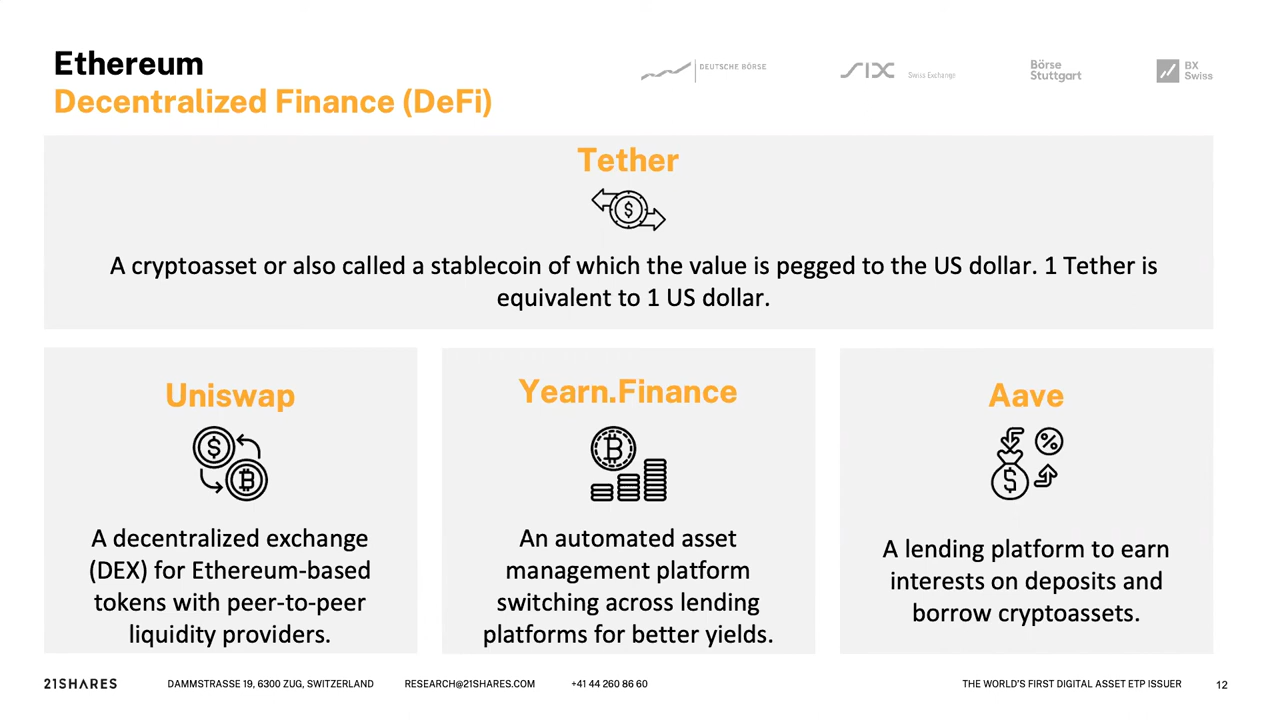 Ethereum
Decentralized Finance (DeFi)
DEUTSCHE BÖRSE
SIX
Swiss Exchange
Börse
Stuttgart
BX
Swiss
Tether
$
A cryptoasset or also called a stablecoin of which the value is pegged to the US dollar. 1 Tether is
equivalent to 1 US dollar.
Uniswap
$
B
A decentralized exchange
(DEX) for Ethereum-based
tokens with peer-to-peer
liquidity providers.
Yearn.Finance
B
An automated asset
management platform
switching across lending
platforms for better yields.
Aave
%
$
A lending platform to earn
interests on deposits and
borrow cryptoassets.
21SHARES
DAMMSTRASSE 19, 6300 ZUG, SWITZERLAND
RESEARCH@21SHARES.COM
+41 44 260 86 60
THE WORLD'S FIRST DIGITAL ASSET ETP ISSUER
12